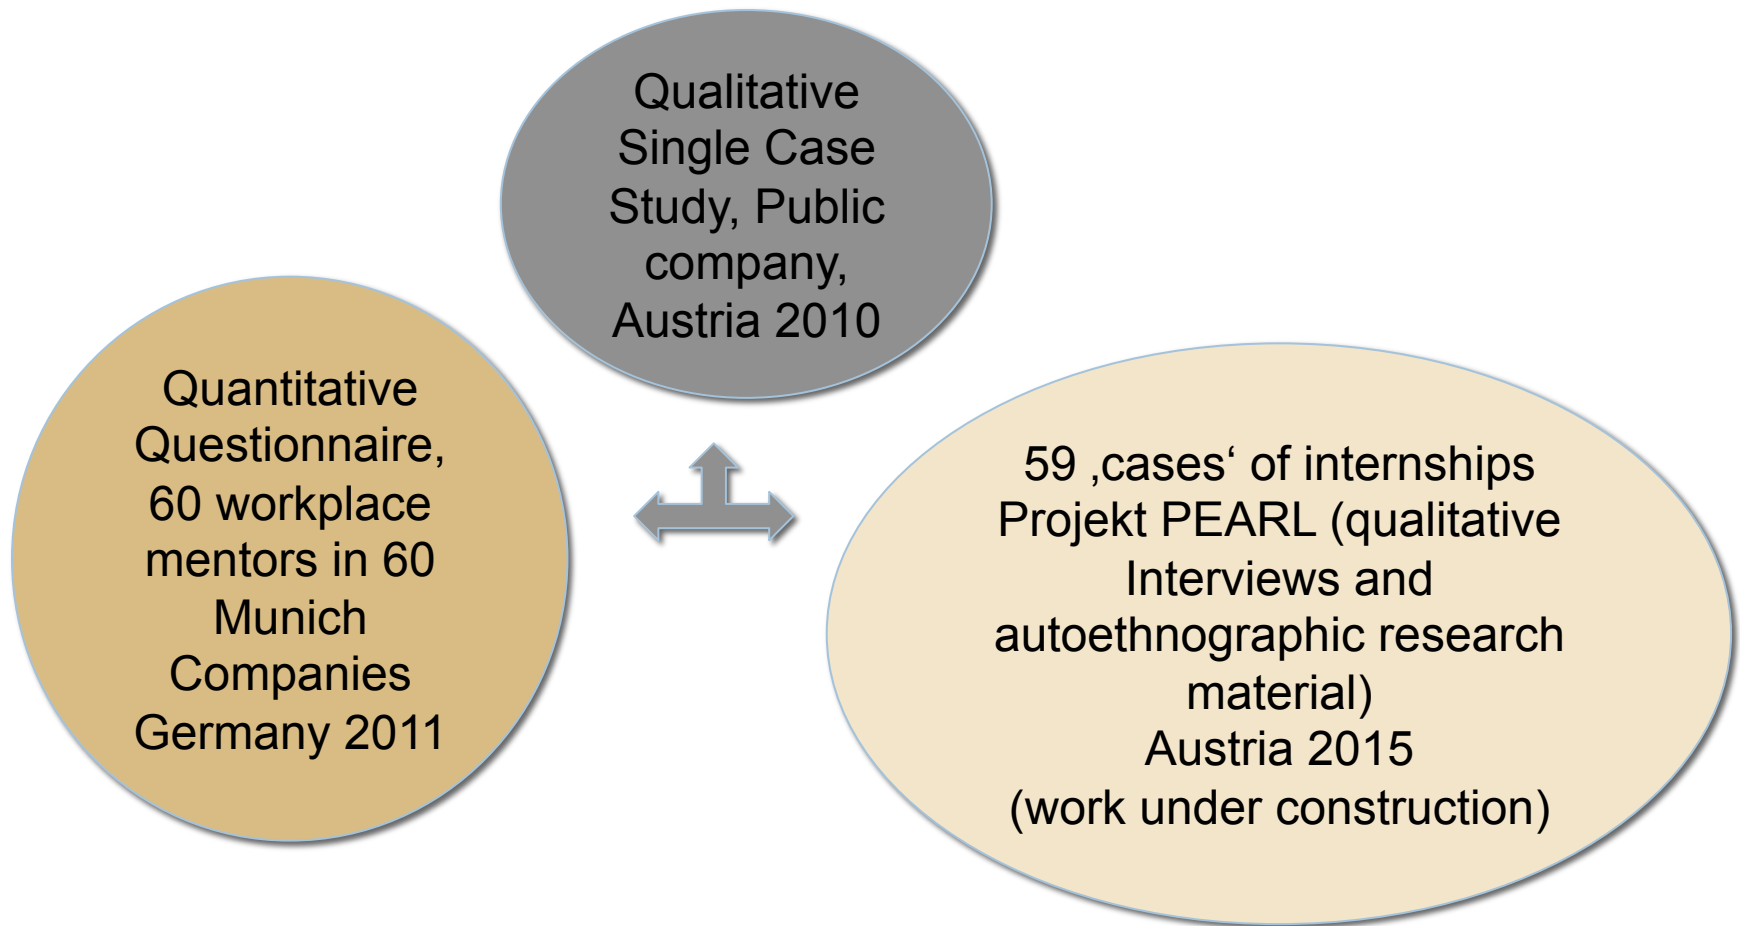 Qualitative
Single Case
Study, Public
company,
Austria 2010
Quantitative
Questionnaire,
60 workplace
mentors in 60
Munich
Companies
Germany 2011
59 ‚cases‘ of internships
Projekt PEARL (qualitative
Interviews and
autoethnographic research
material)
Austria 2015
(work under construction)